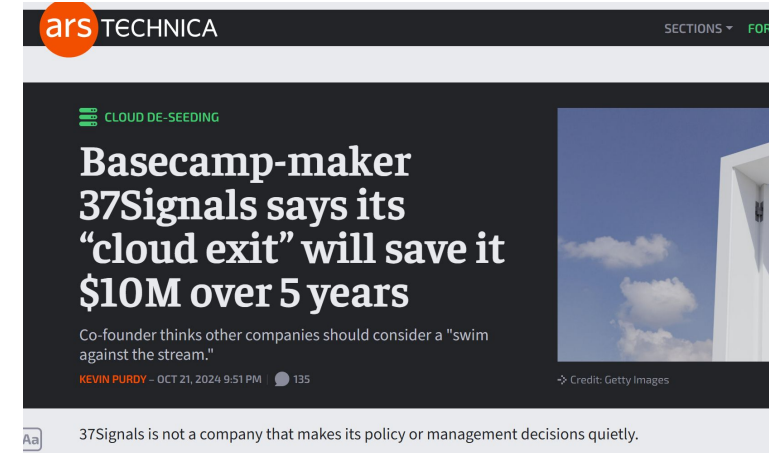 ars TECHNICA
SECTIONS
CLOUD DE-SEEDING
Basecamp-maker
37Signals says its
“cloud exit” will save it
$10M over 5 years
Co-founder thinks other companies should consider a "swim
against the stream."
KEVIN PURDY – OCT 21, 2024 9:51 PM | 135
Credit: Getty Images
Aa
37Signals is not a company that makes its policy or management decisions quietly.